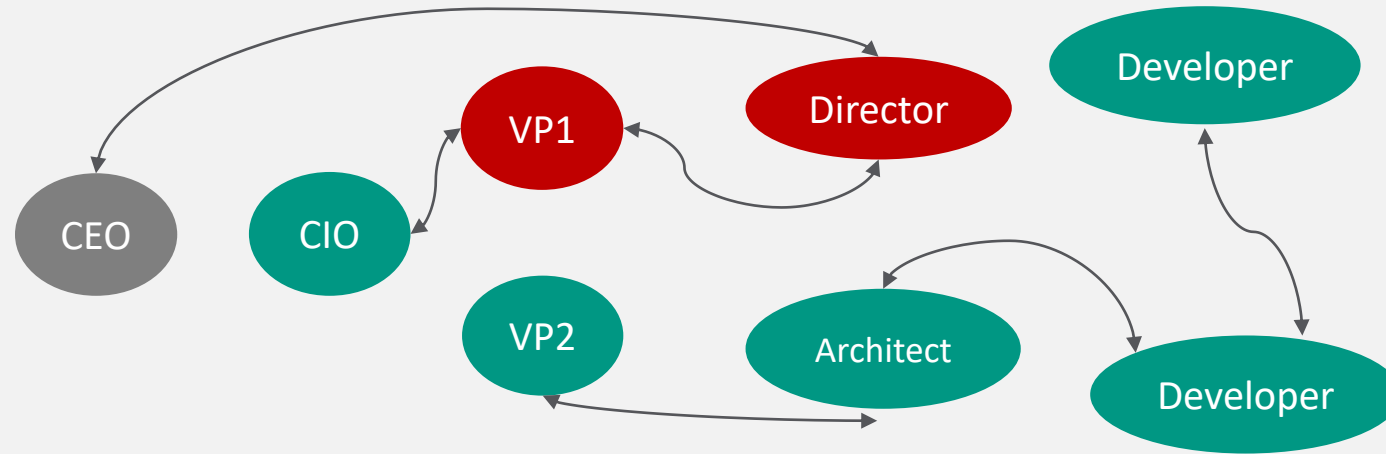 Developer
Director
VP1
CEO
CIO
VP2
Architect
Developer